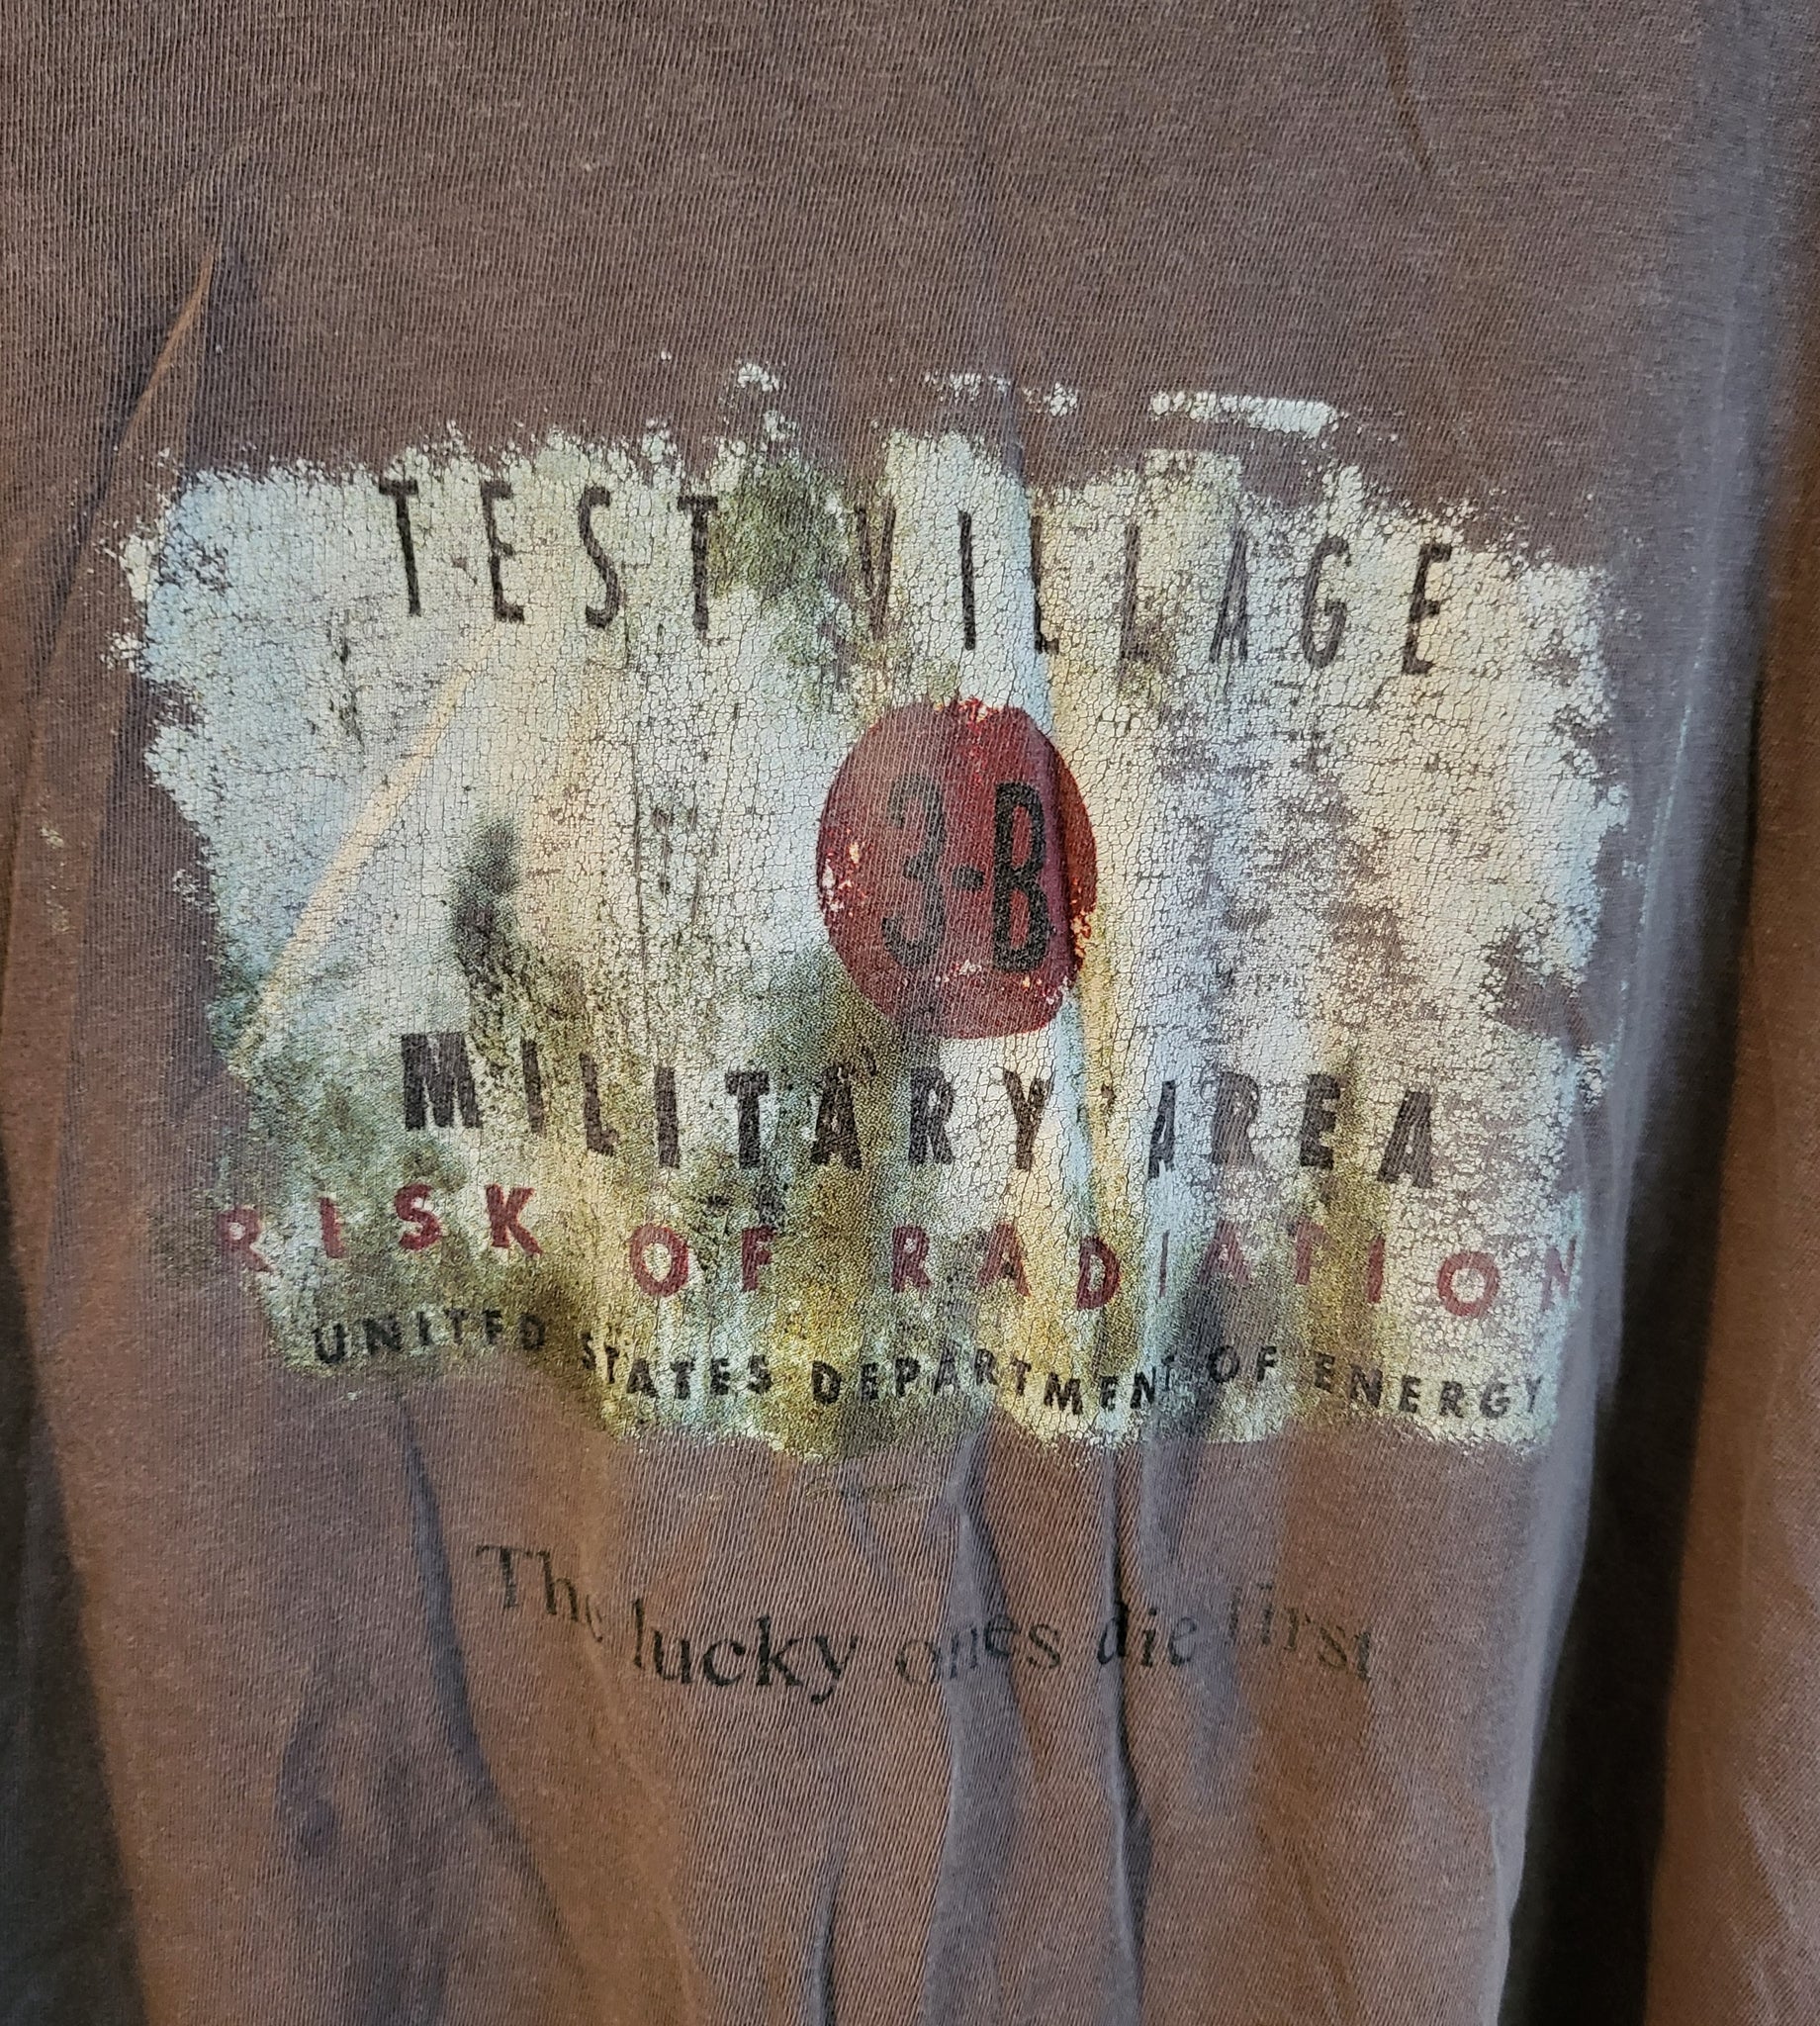 TEST VILLAGE
3-B
MILITARY AREA
RISK OF RADIATION
UNITED STATES DEPARTMENT OF ENERGY
The lucky ones die first